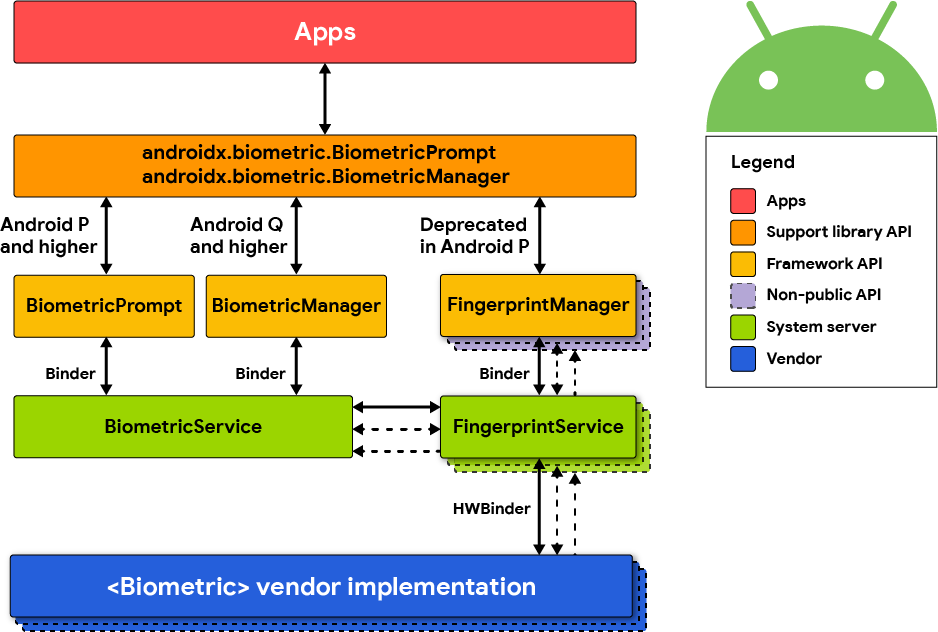 Apps
androidx.biometric.BiometricPrompt
androidx.biometric.BiometricManager
Android P
and higher
Android Q
and higher
Deprecated
in Android P
BiometricPrompt
BiometricManager
FingerprintManager
Binder
Binder
Binder
BiometricService
FingerprintService
HWBinder
<Biometric> vendor implementation
Legend
Apps
Support library API
Framework API
Non-public API
System server
Vendor